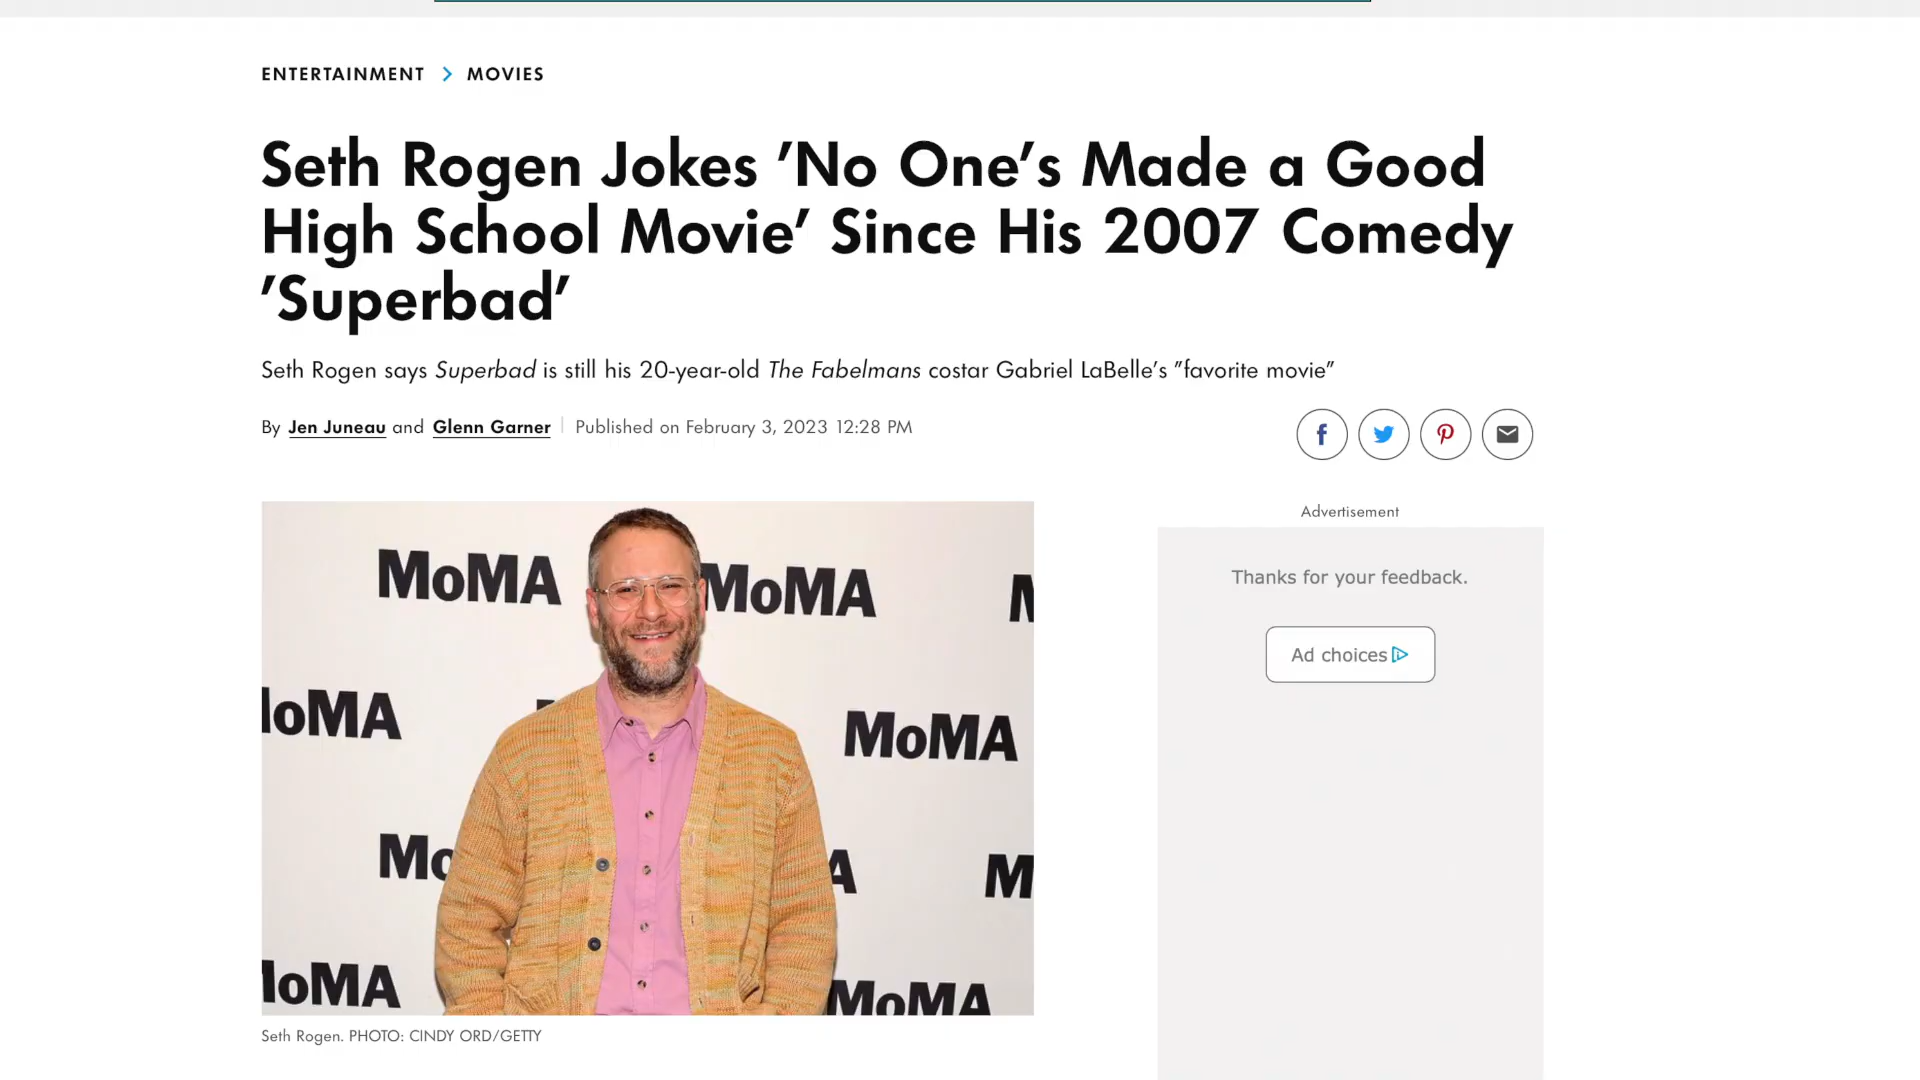 ENTERTAINMENT > MOVIES
Seth Rogen Jokes 'No One's Made a Good
High School Movie' Since His 2007 Comedy
'Superbad'
Seth Rogen says Superbad is still his 20-year-old The Fabelmans costar Gabriel LaBelle's "favorite movie"
By Jen Juneau and Glenn Garner | Published on February 3, 2023 12:28 PM
Advertisement
Thanks for your feedback.
Ad choices
MoMA MoMA M
MoMA MoMA
Mo A M
MoMA MoMA
Seth Rogen. PHOTO: CINDY ORD/GETTY